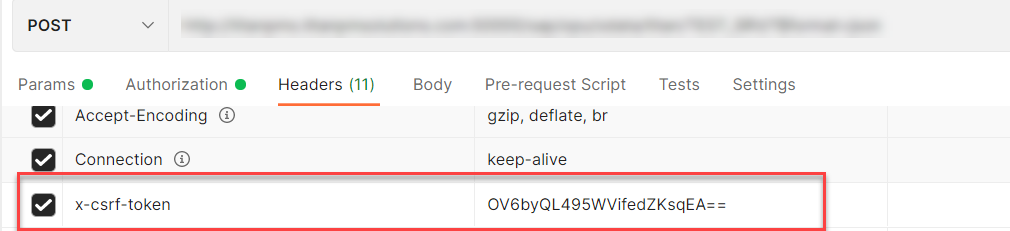 POST
Params Authorization Headers (11) Body Pre-request Script Tests Settings
Accept-Encoding gzip, deflate, br
Connection keep-alive
x-csrf-token OV6byQL495WVifedZKsqEA==